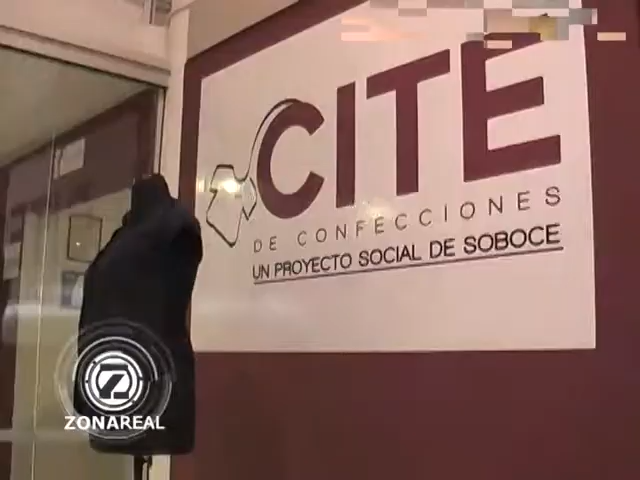 CITE
DE CONFECCIONES
UN PROYECTO SOCIAL DE SOBOCE
Z
ZONAREAL